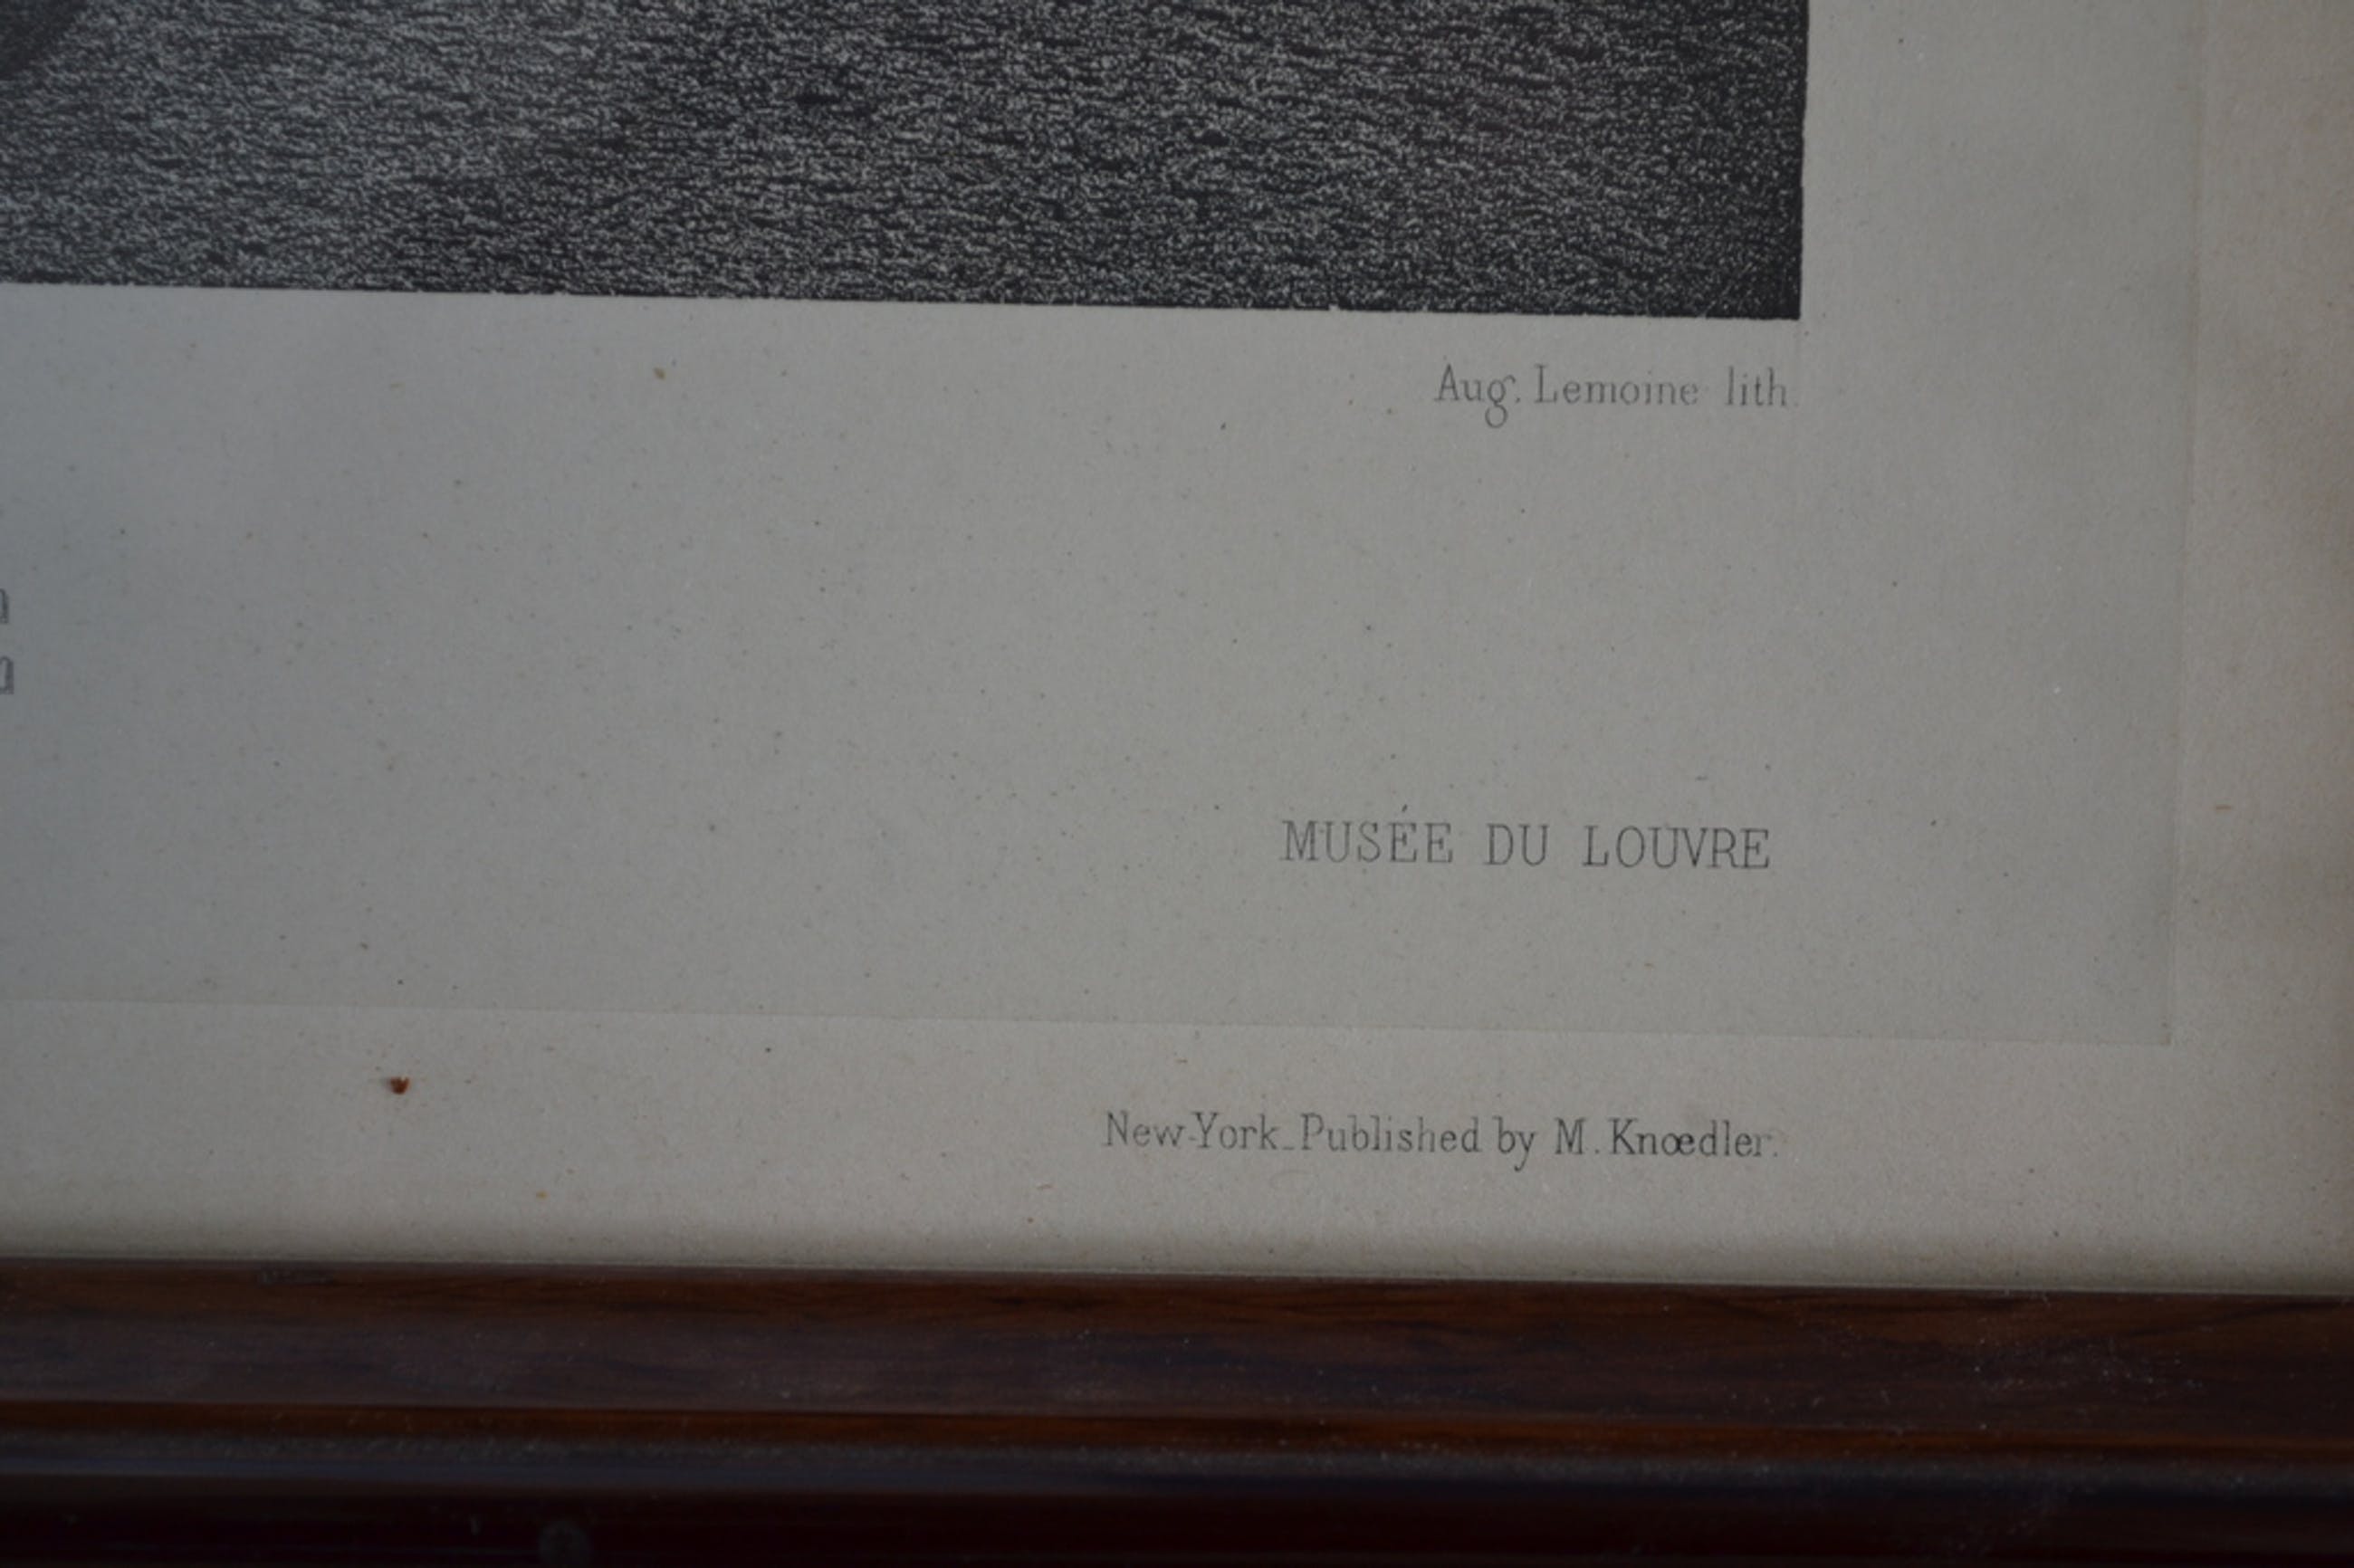 Aug. Lemoine lith.
MUSÉE DU LOUVRE
New-York_Published by M. Knœdler.